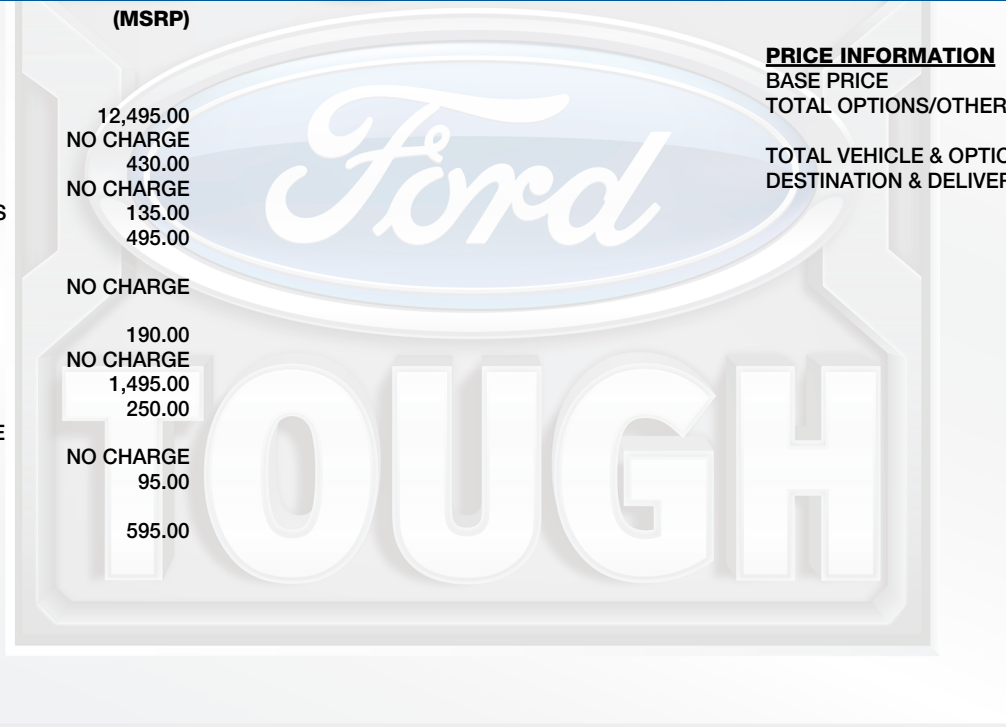 (MSRP)
12,495.00
NO CHARGE
430.00
NO CHARGE
S 135.00
495.00
NO CHARGE
190.00
NO CHARGE
1,495.00
250.00
E
NO CHARGE
95.00
595.00
PRICE INFORMATION
BASE PRICE
TOTAL OPTIONS/OTHER
TOTAL VEHICLE & OPTIO
DESTINATION & DELIVER
Ford
TOUGH